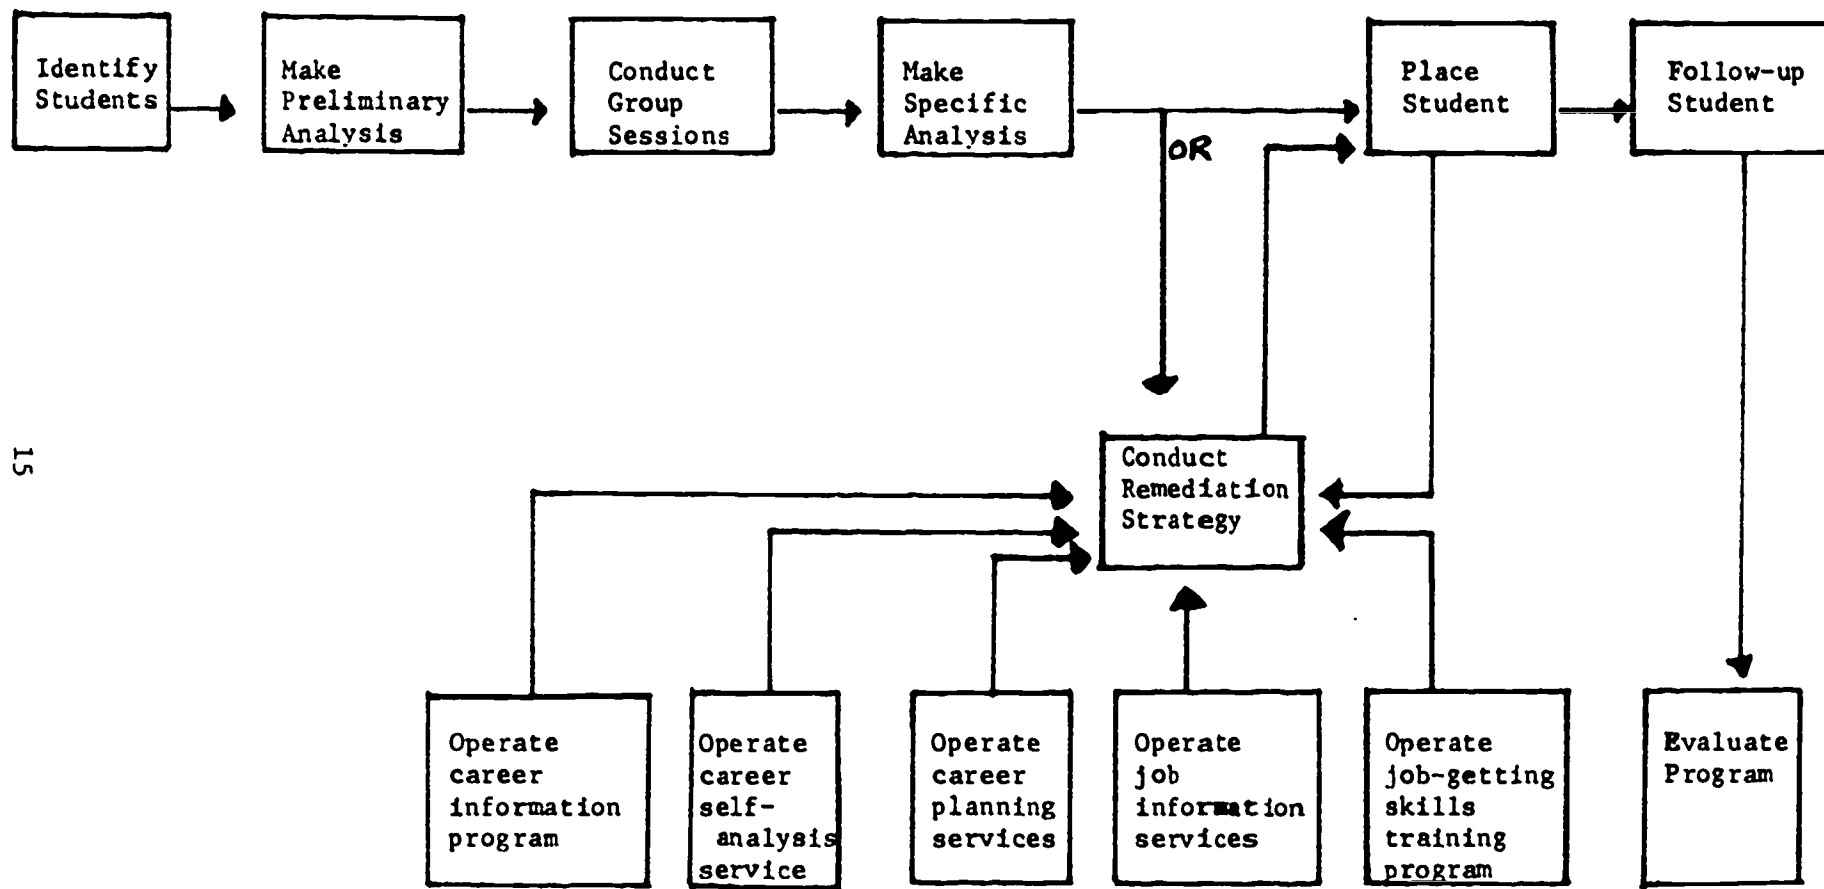 Identify
Students
Make
Preliminary
Analysis
Conduct
Group
Sessions
Make
Specific
Analysis
Place
Student
Follow-up
Student
OR
15
Conduct
Remediation
Strategy
Operate
career
information
program
Operate
career
self-
analysis
service
Operate
career
planning
services
Operate
job
information
services
Operate
job-getting
skills
training
program
Evaluate
Program